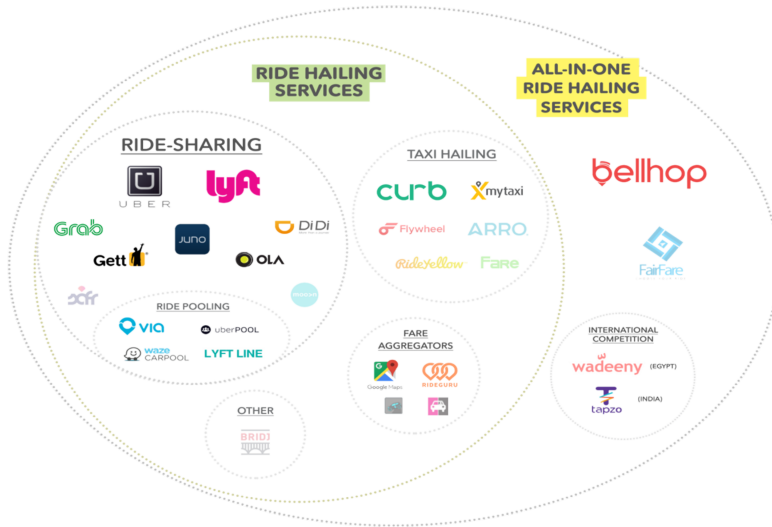 RIDE HAILING
SERVICES
ALL-IN-ONE
RIDE HAILING
SERVICES
RIDE-SHARING
U
UBER
lyft
Grab
JUNO
DiDi
Gett
OLA
RIDE POOLING
VIA
uberPOOL
waze
CARPOOL
LYFT LINE
TAXI HAILING
curb
mytaxi
Flywheel
ARRO
RideYellow
Fare
FARE
AGGREGATORS
Google Maps
RIDEGURU
OTHER
BRIDJ
bellhop
FairFare
INTERNATIONAL
COMPETITION
wadeeny (EGYPT)
tapzo (INDIA)